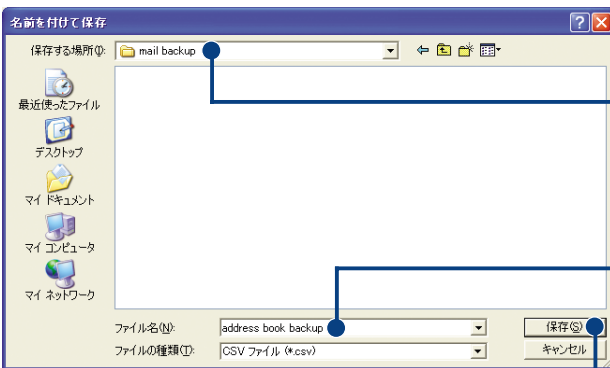 名前を付けて保存
保存する場所(I):
mail backup
最近使ったファイル
デスクトップ
マイ ドキュメント
マイ コンピュータ
マイ ネットワーク
ファイル名(N):
address book backup
保存(S)
ファイルの種類(T):
CSV ファイル (*.csv)
キャンセル